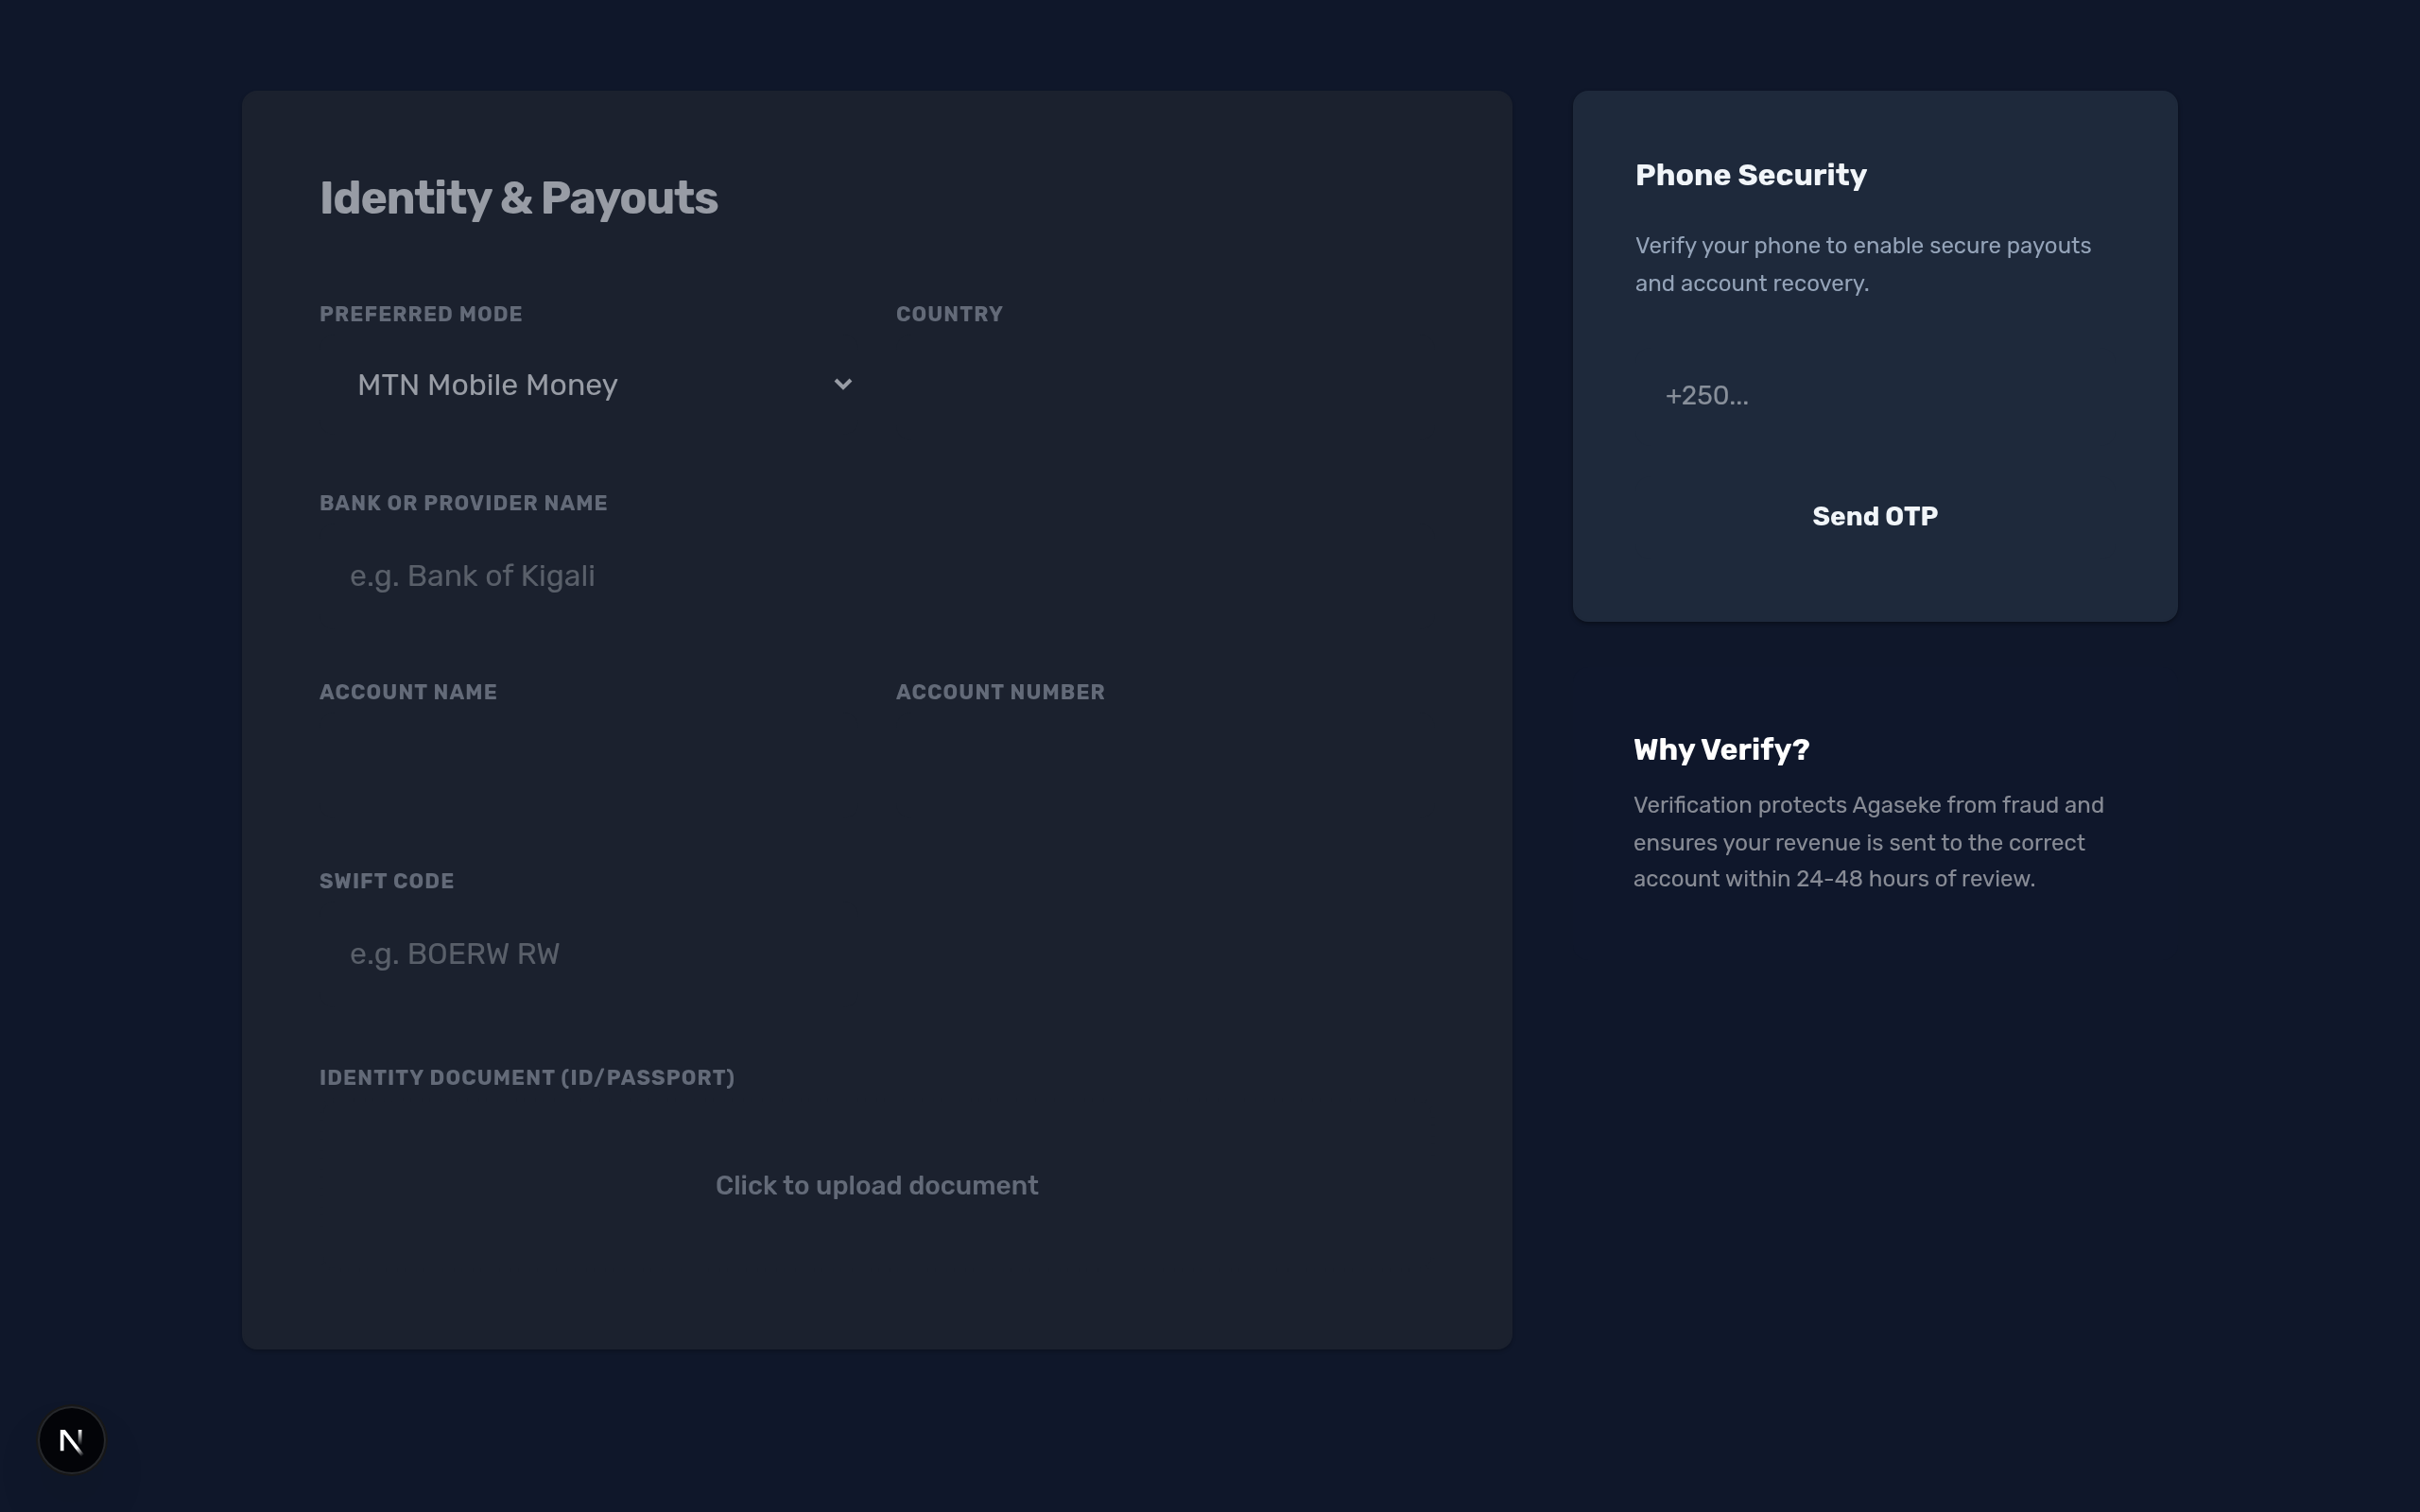 Identity & Payouts
PREFERRED MODE
COUNTRY
MTN Mobile Money
BANK OR PROVIDER NAME
e.g. Bank of Kigali
ACCOUNT NAME
ACCOUNT NUMBER
SWIFT CODE
e.g. BOERW RW
IDENTITY DOCUMENT (ID/PASSPORT)
Click to upload document
Phone Security
Verify your phone to enable secure payouts
and account recovery.
+250...
Send OTP
Why Verify?
Verification protects Agaseke from fraud and
ensures your revenue is sent to the correct
account within 24-48 hours of review.
N